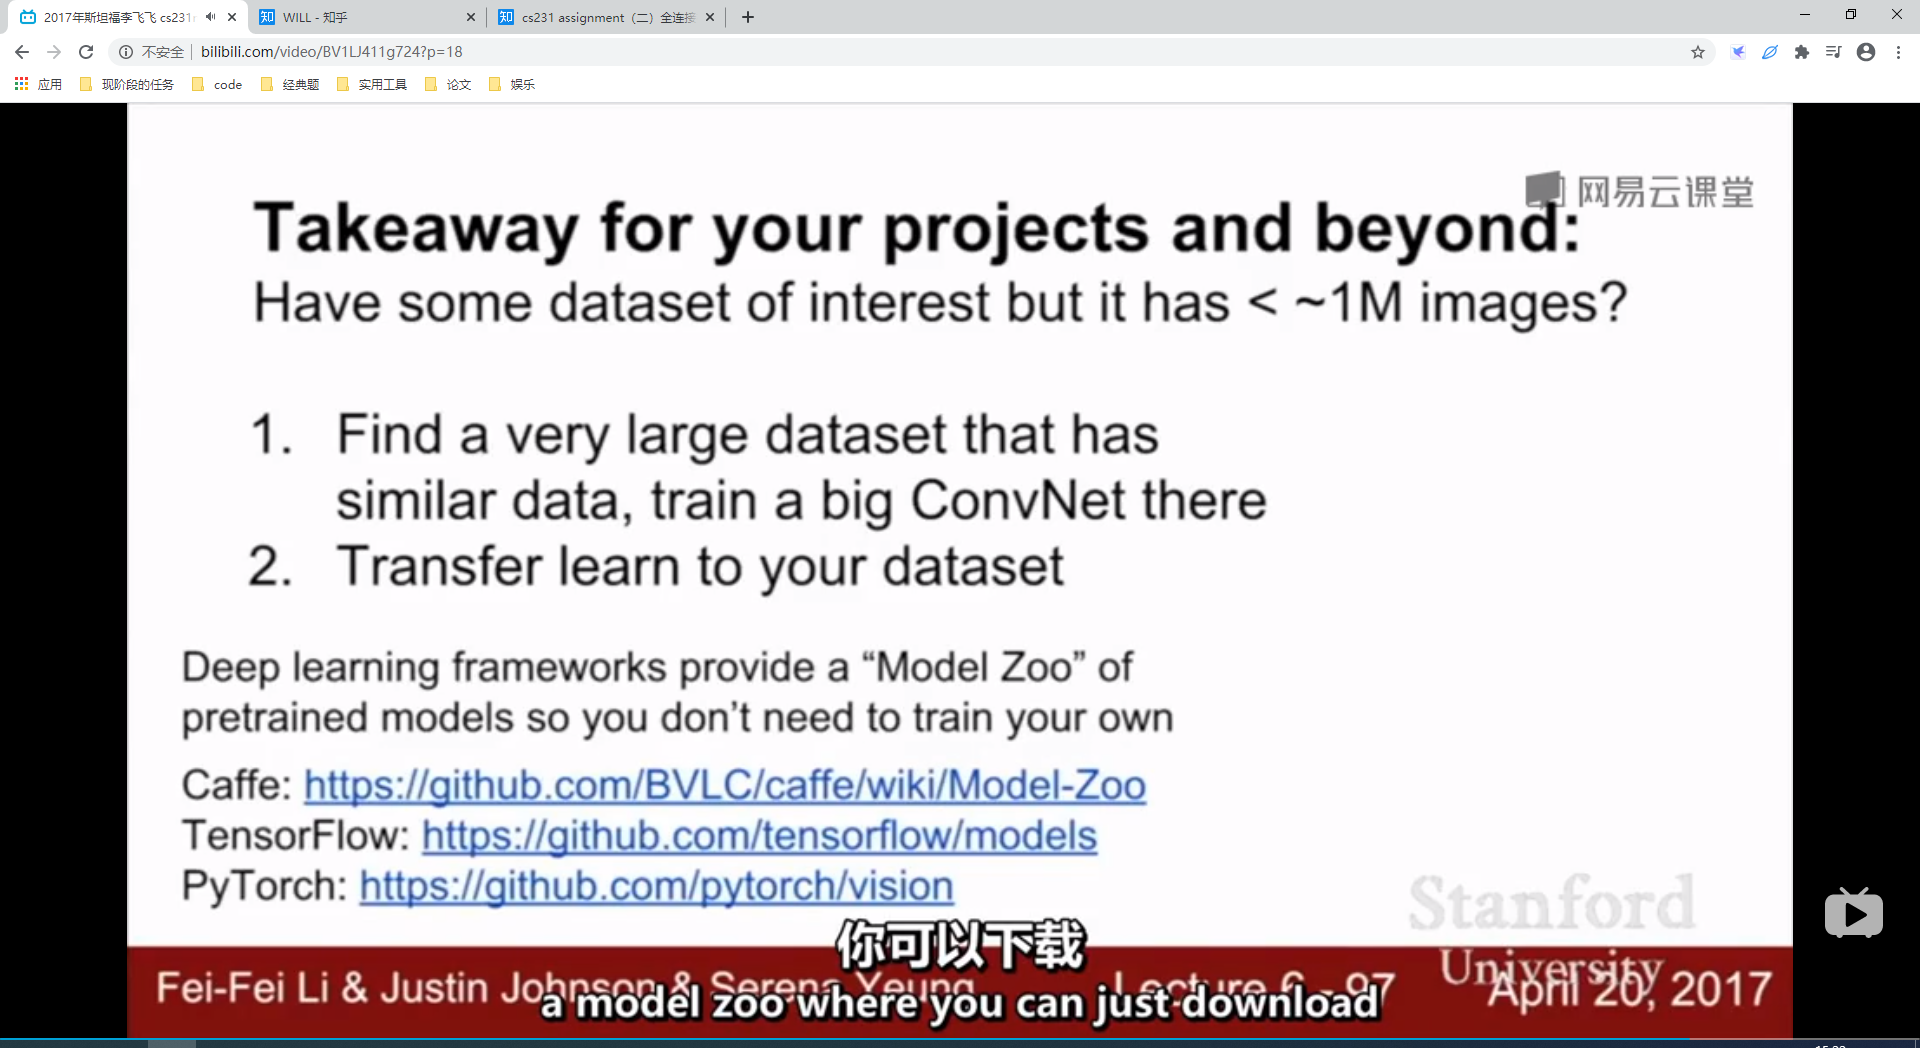 2017年斯坦福李飞飞 cs231n
WILL - 知乎
cs231 assignment（二）全连接
不安全
bilibili.com/video/BV1LJ411g724?p=18
应用
现阶段的任务
code
经典题
实用工具
论文
娱乐
网易云课堂
Takeaway for your projects and beyond:
Have some dataset of interest but it has < ~1M images?
1. Find a very large dataset that has
similar data, train a big ConvNet there
2. Transfer learn to your dataset
Deep learning frameworks provide a “Model Zoo” of
pretrained models so you don’t need to train your own
Caffe: https://github.com/BVLC/caffe/wiki/Model-Zoo
TensorFlow: https://github.com/tensorflow/models
PyTorch: https://github.com/pytorch/vision
Stanford
University
你可以下载
Fei-Fei Li & Justin Johnson & Serena Yeung
Lecture 6 - 97
April 20, 2017
a model zoo where you can just download